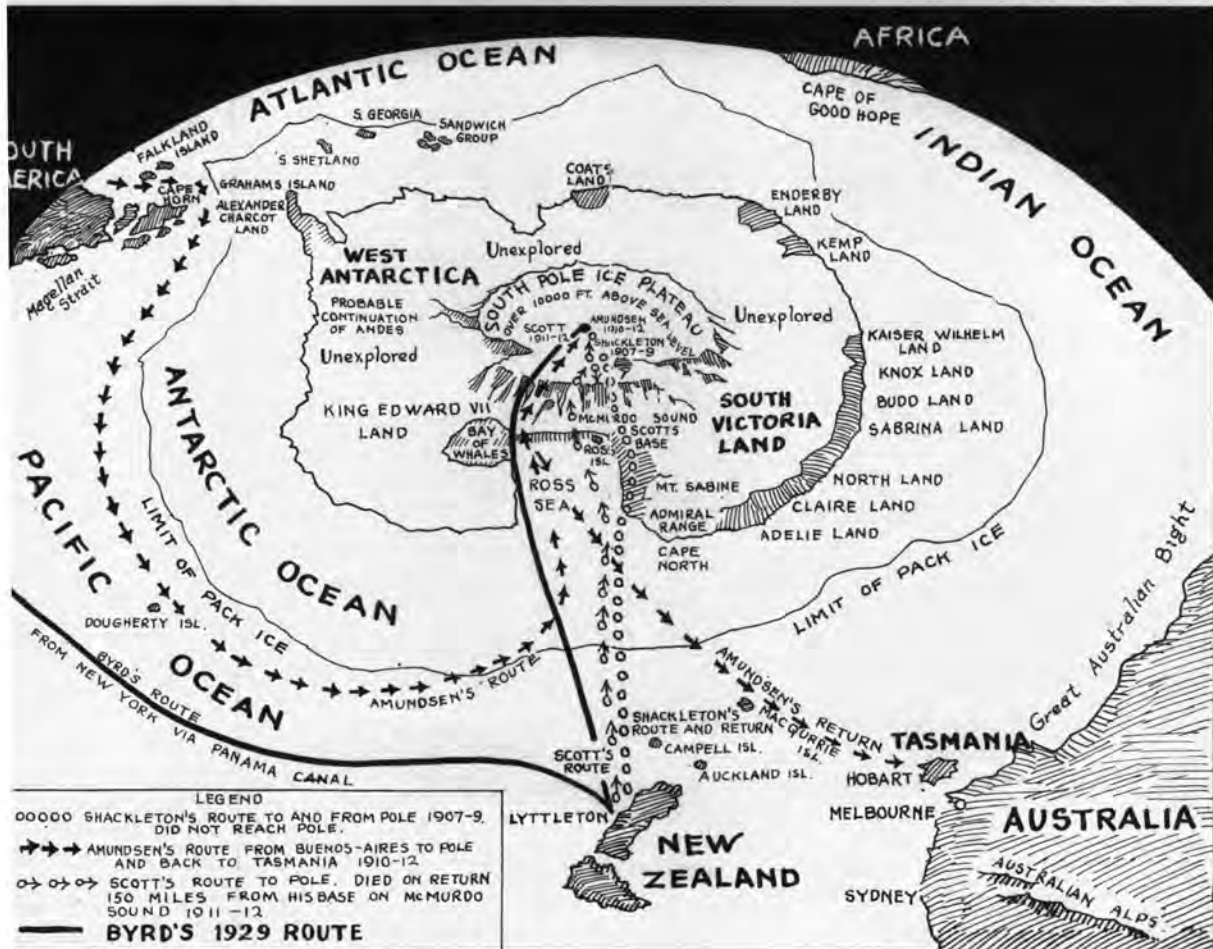 AFRICA
ATLANTIC OCEAN
CAPE OF
GOOD HOPE
INDIAN OCEAN
S. GEORGIA
SANDWICH
GROUP
FALKLAND
ISLAND
S. SHETLAND
OUTH
ERICA
CAPE
HORN
GRAHAMS ISLAND
ALEXANDER
CHARCOT
LAND
COATS
LAND
ENDERBY
LAND
KEMP
LAND
Magellan
Strait
WEST
ANTARCTICA
Unexplored
SOUTH POLE ICE PLATEAU
OVER 10000 FT. ABOVE SEA LEVEL
PROBABLE
CONTINUATION
OF ANDES
SCOTT
1911-12
AMUNDSEN
1910-12
SHACKLETON
1907-9
Unexplored
Unexplored
KAISER WILHELM
LAND
KNOX LAND
BUDD LAND
SABRINA LAND
KING EDWARD VII
LAND
BAY
OF
WHALES
MCMURDO SOUND
SCOTTS
BASE
ROSS
ISL.
SOUTH
VICTORIA
LAND
ROSS
SEA
MT. SABINE
ADMIRAL
RANGE
CAPE
NORTH
NORTH LAND
CLAIRE LAND
ADELIE LAND
ANTARCTIC OCEAN
PACIFIC OCEAN
LIMIT OF PACK ICE
LIMIT OF PACK ICE
DOUGHERTY ISL.
AMUNDSEN'S ROUTE
BYRD'S ROUTE
FROM NEW YORK VIA PANAMA CANAL
Great Australian Bight
AMUNDSEN'S RETURN
SHACKLETON'S
ROUTE AND RETURN
MACQURRIE
ISL.
CAMPELL ISL.
AUCKLAND ISL.
SCOTT'S
ROUTE
TASMANIA
HOBART
MELBOURNE
AUSTRALIA
LYTTLETON
NEW
ZEALAND
SYDNEY
AUSTRALIAN ALPS.
LEGEND
OOOOO SHACKLETON'S ROUTE TO AND FROM POLE 1907-9.
DID NOT REACH POLE.
AMUNDSEN'S ROUTE FROM BUENOS-AIRES TO POLE
AND BACK TO TASMANIA 1910-12
SCOTT'S ROUTE TO POLE. DIED ON RETURN
150 MILES FROM HIS BASE ON MCMURDO
SOUND 1911-12
BYRD'S 1929 ROUTE